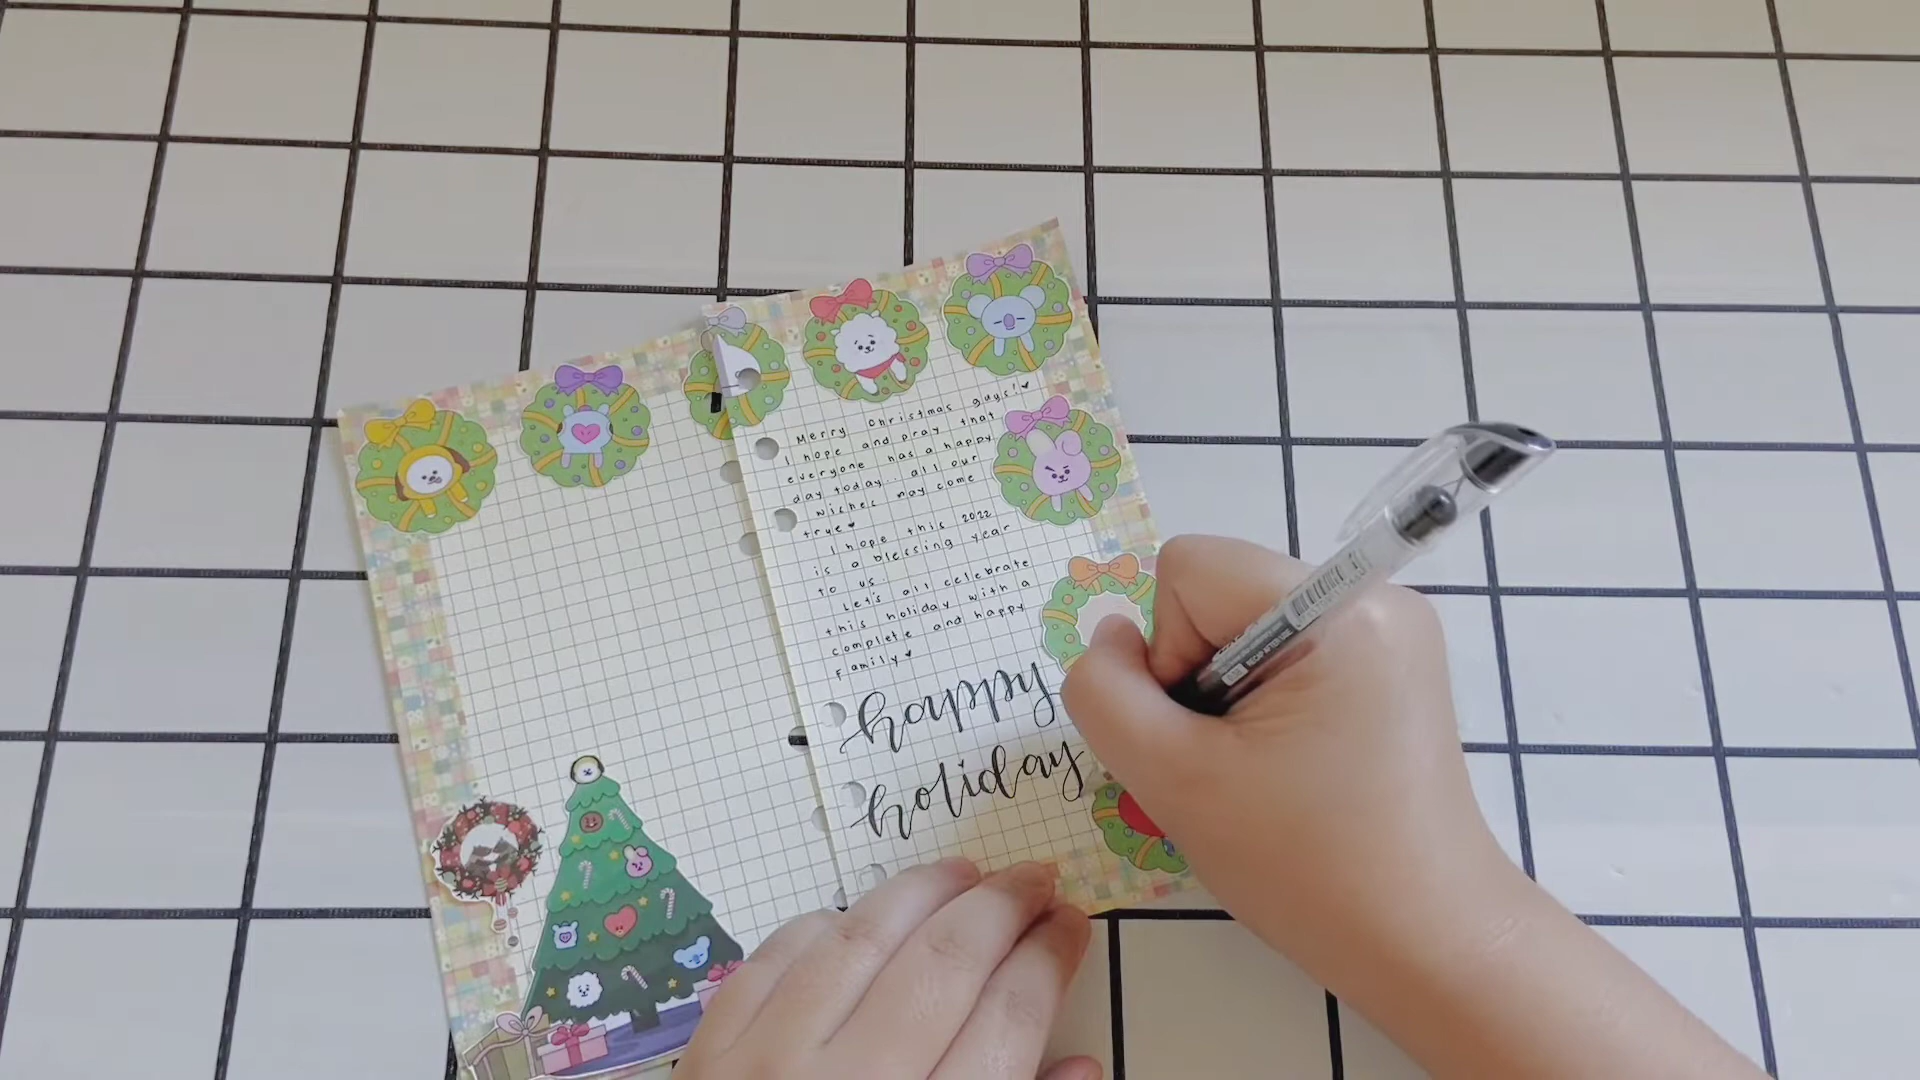 Merry Christmas guys!
I hope and pray that
everyone has a happy
day today.. all our
wishes may come
true
I hope this 2022
is a blessing year
to us.
Let's all celebrate
this holiday with a
complete and happy
Family
happy
holiday